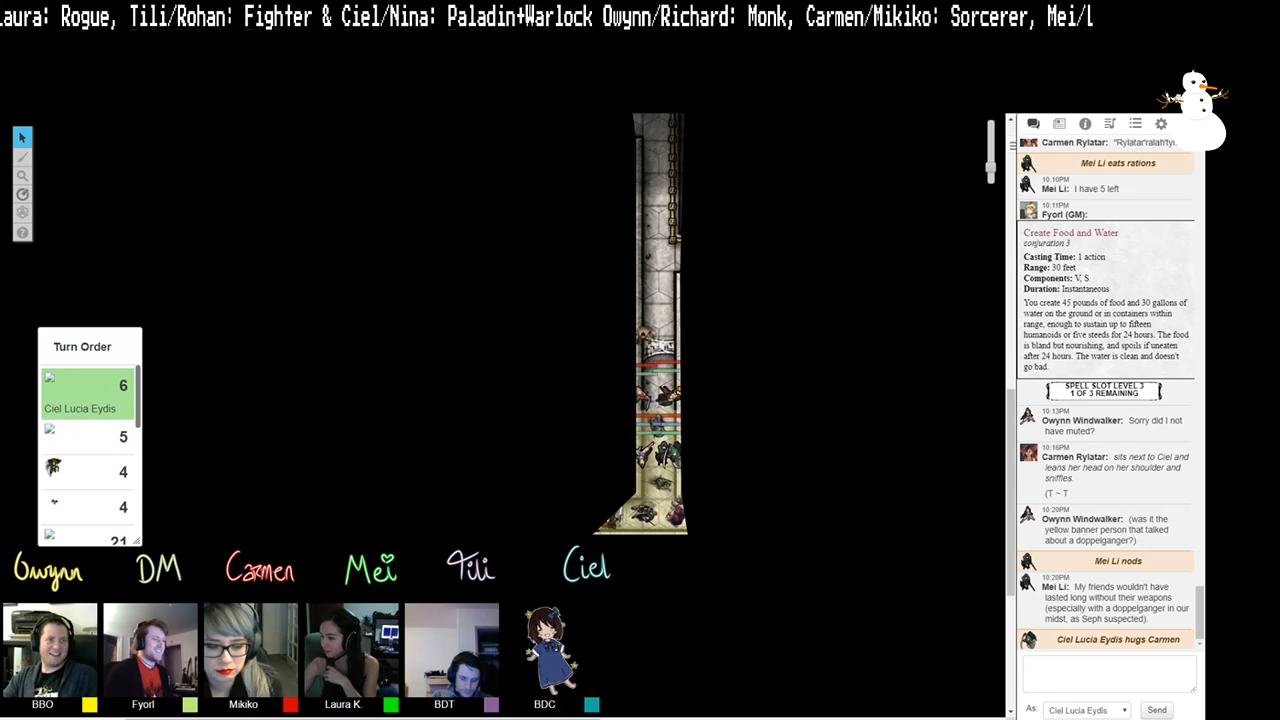 Laura: Rogue, Tili/Rohan: Fighter & Ciel/Nina: Paladin+Warlock Owynn/Richard: Monk, Carmen/Mikiko: Sorcerer, Mei/L
Turn Order
6
Ciel Lucia Eydis
5
4
4
21
Owynn
DM
Carmen
Mei
Tili
Ciel
BBO
Fyorl
Mikiko
Laura K.
BDT
BDC
Carmen Rylatar: "Rylatar'ralah'tyr.
Mei Li eats rations
10:10PM
Mei Li: I have 5 left
10:11PM
Fyorl (GM):
Create Food and Water
conjuration 3
Casting Time: 1 action
Range: 30 feet
Components: V, S
Duration: Instantaneous
You create 45 pounds of food and 30 gallons of
water on the ground or in containers within
range, enough to sustain up to fifteen
humanoids or five steeds for 24 hours. The food
is bland but nourishing, and spoils if uneaten
after 24 hours. The water is clean and doesn't
go bad.
SPELL SLOT LEVEL 3
1 OF 3 REMAINING
10:13PM
Owynn Windwalker: Sorry did I not
have muted?
10:16PM
Carmen Rylatar: sits next to Ciel and
leans her head on her shoulder and
sniffles.
(T ~ T
10:20PM
Owynn Windwalker: (was it the
yellow banner person that talked
about a doppelganger?)
Mei Li nods
10:20PM
Mei Li: My friends wouldn't have
lasted long without their weapons
(especially with a doppelganger in our
midst, as Seph suspected).
Ciel Lucia Eydis hugs Carmen
As: Ciel Lucia Eydis Send